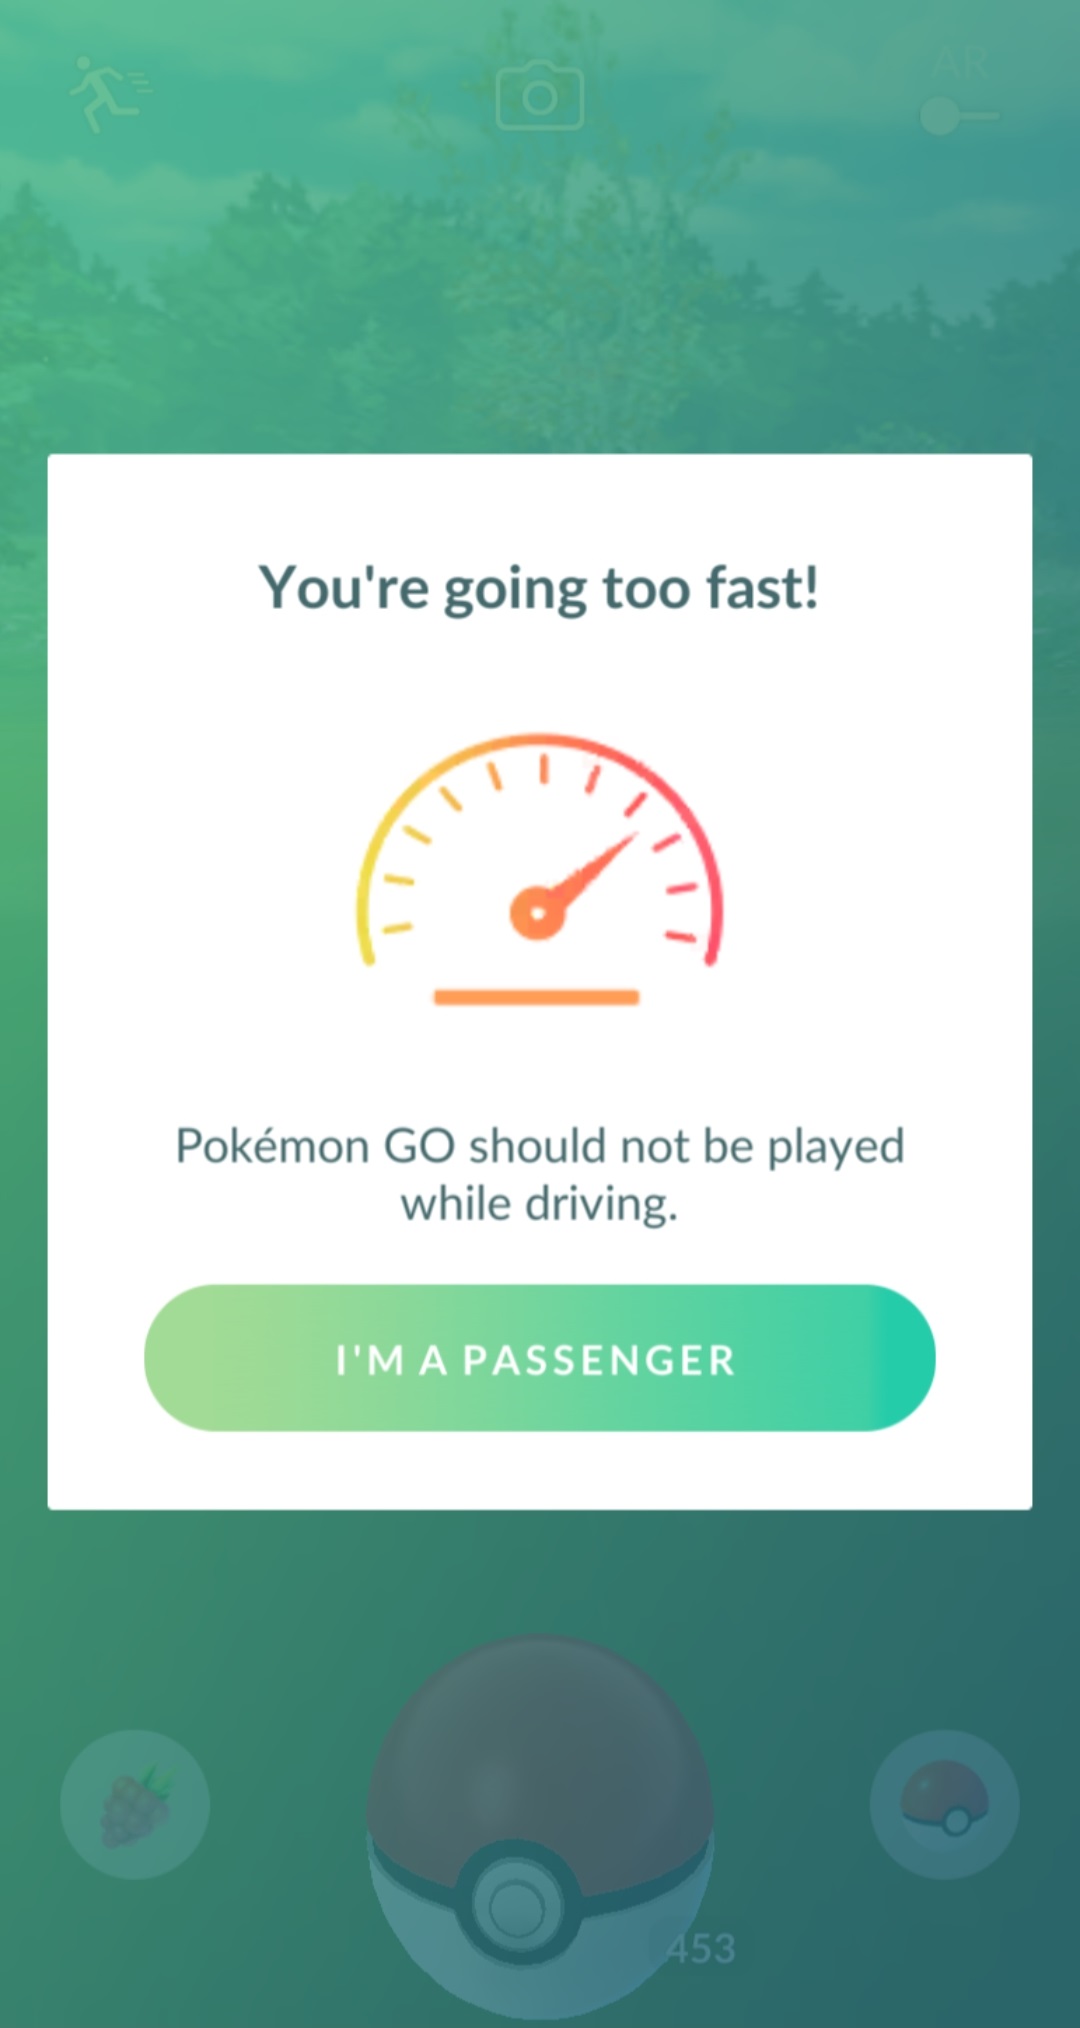 AR
You're going too fast!
Pokémon GO should not be played
while driving.
I'M A PASSENGER
453